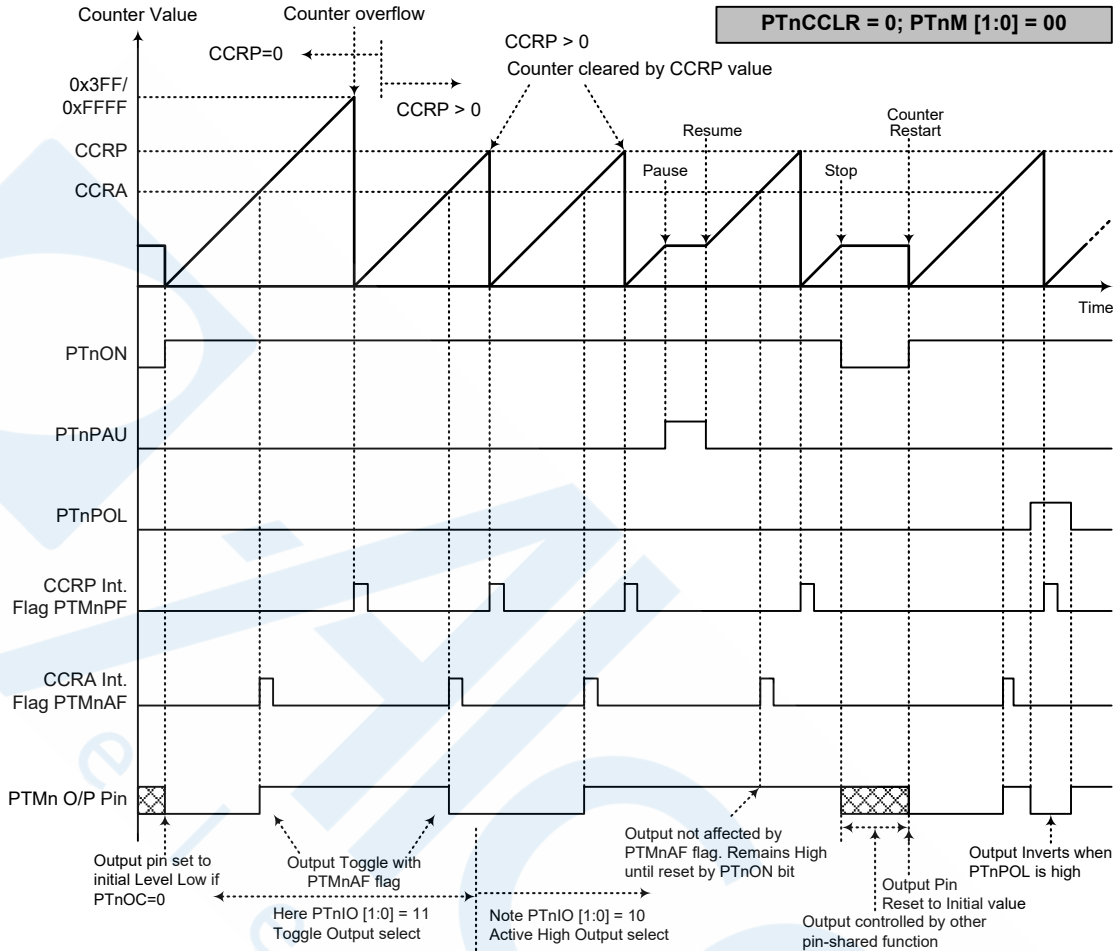 Counter Value
Counter overflow
PTnCCLR = 0; PTnM [1:0] = 00
CCRP=0
CCRP > 0
CCRP > 0
Counter cleared by CCRP value
0x3FF/
0xFFFF
CCRP
CCRA
Pause
Resume
Stop
Counter
Restart
Time
PTnON
PTnPAU
PTnPOL
CCRP Int.
Flag PTMnPF
CCRA Int.
Flag PTMnAF
PTMn O/P Pin
Output pin set to
initial Level Low if
PTnOC=0
Output Toggle with
PTMnAF flag
Here PTnIO [1:0] = 11
Toggle Output select
Note PTnIO [1:0] = 10
Active High Output select
Output not affected by
PTMnAF flag. Remains High
until reset by PTnON bit
Output Pin
Reset to Initial value
Output controlled by other
pin-shared function
Output Inverts when
PTnPOL is high